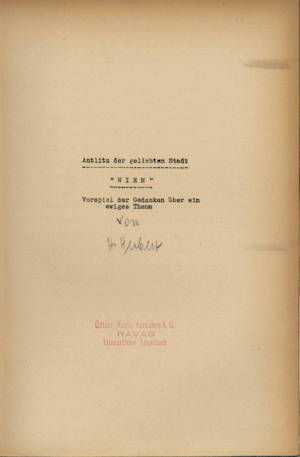 Antlitz der geliebten Stadt
"WIEN"
Vorspiel der Gedanken über ein
ewiges Thema
von
H Herbert
Österr. Radio Verkehrs A. G.
RAVAG
Literarische Abteilung